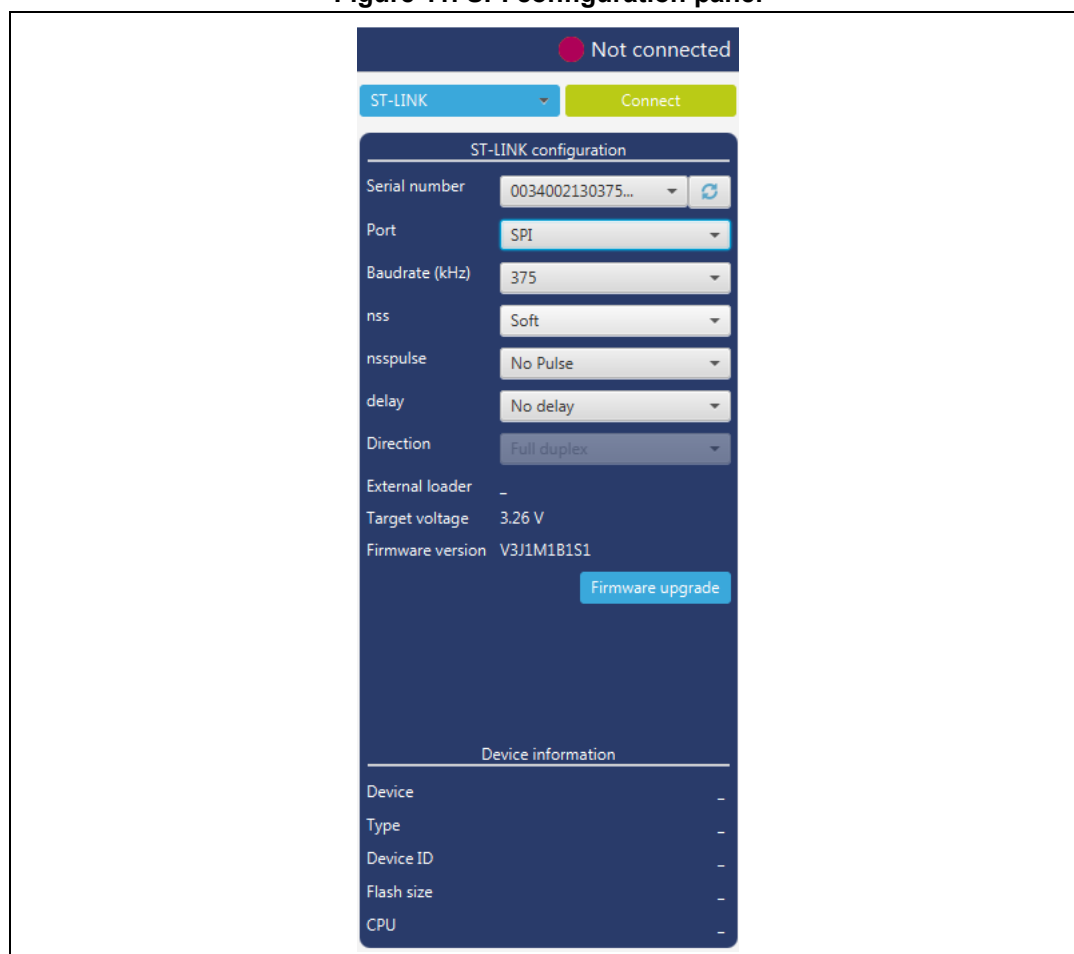 Not connected
ST-LINK Connect
ST-LINK configuration
Serial number 0034002130375...
Port SPI
Baudrate (kHz) 375
nss Soft
nsspulse No Pulse
delay No delay
Direction Full duplex
External loader _
Target voltage 3.26 V
Firmware version V3J1M1B1S1
Firmware upgrade
Device information
Device _
Type _
Device ID _
Flash size _
CPU _